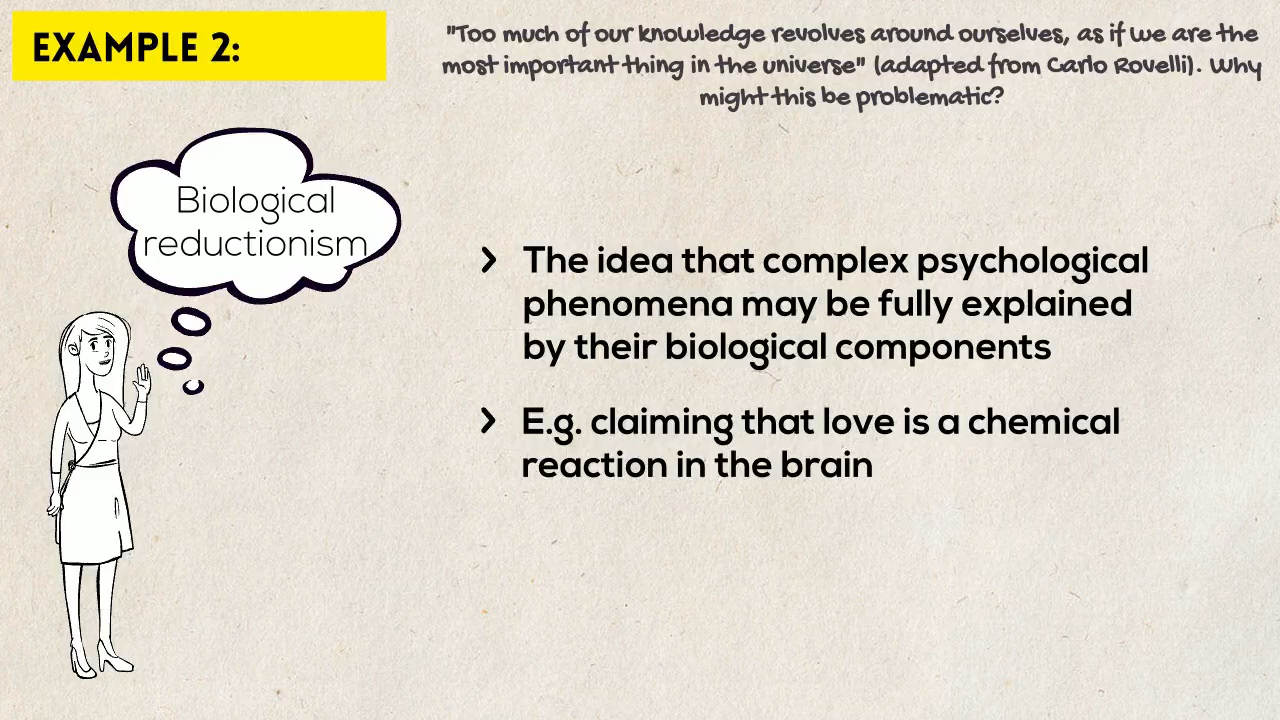 EXAMPLE 2:
"Too much of our knowledge revolves around ourselves, as if we are the
most important thing in the universe" (adapted from Carlo Rovelli). Why
might this be problematic?
Biological
reductionism
The idea that complex psychological
phenomena may be fully explained
by their biological components
E.g. claiming that love is a chemical
reaction in the brain